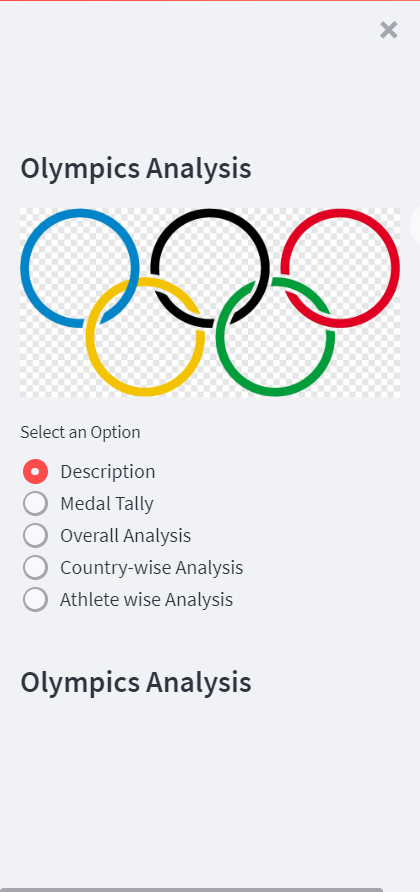 Olympics Analysis
Select an Option
Description
Medal Tally
Overall Analysis
Country-wise Analysis
Athlete wise Analysis
Olympics Analysis